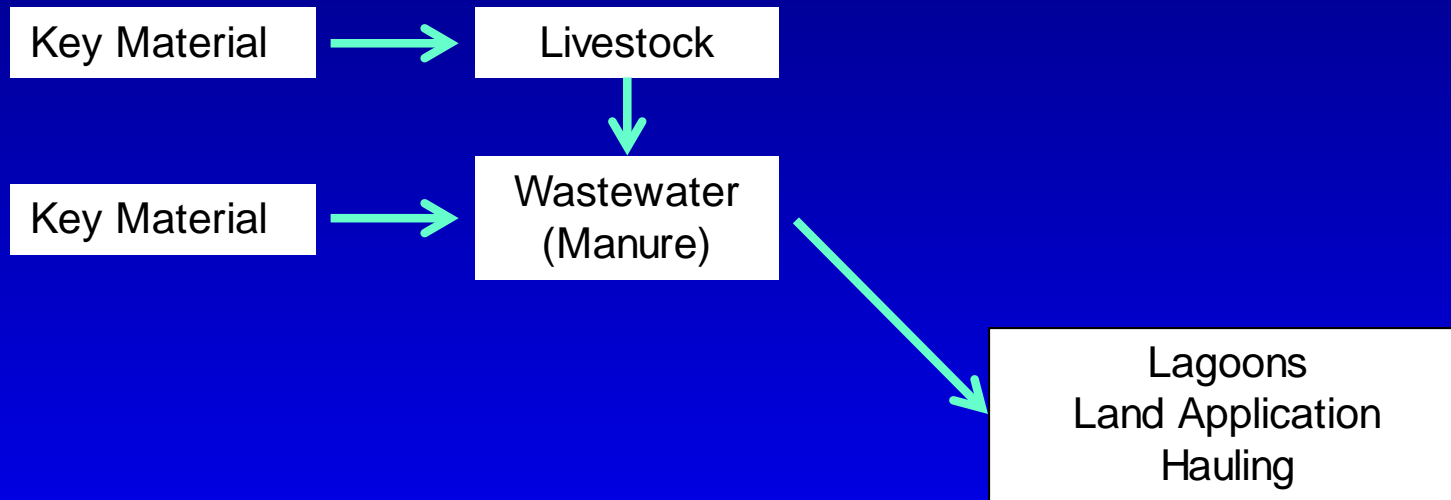 Key Material
Livestock
Key Material
Wastewater
(Manure)
Lagoons
Land Application
Hauling